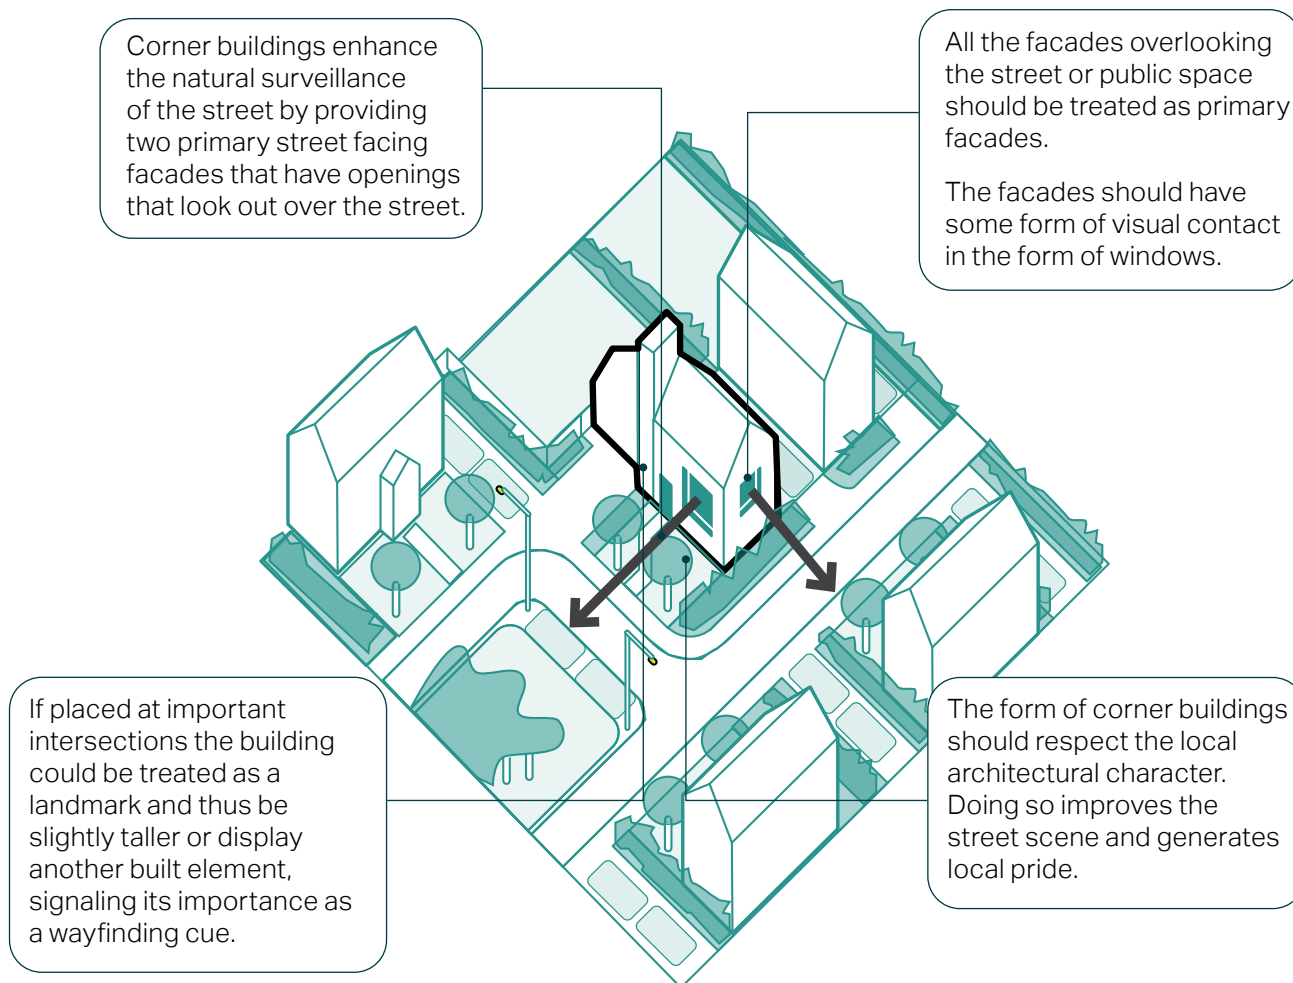 Corner buildings enhance
the natural surveillance
of the street by providing
two primary street facing
facades that have openings
that look out over the street.
All the facades overlooking
the street or public space
should be treated as primary
facades.
The facades should have
some form of visual contact
in the form of windows.
If placed at important
intersections the building
could be treated as a
landmark and thus be
slightly taller or display
another built element,
signaling its importance as
a wayfinding cue.
The form of corner buildings
should respect the local
architectural character.
Doing so improves the
street scene and generates
local pride.